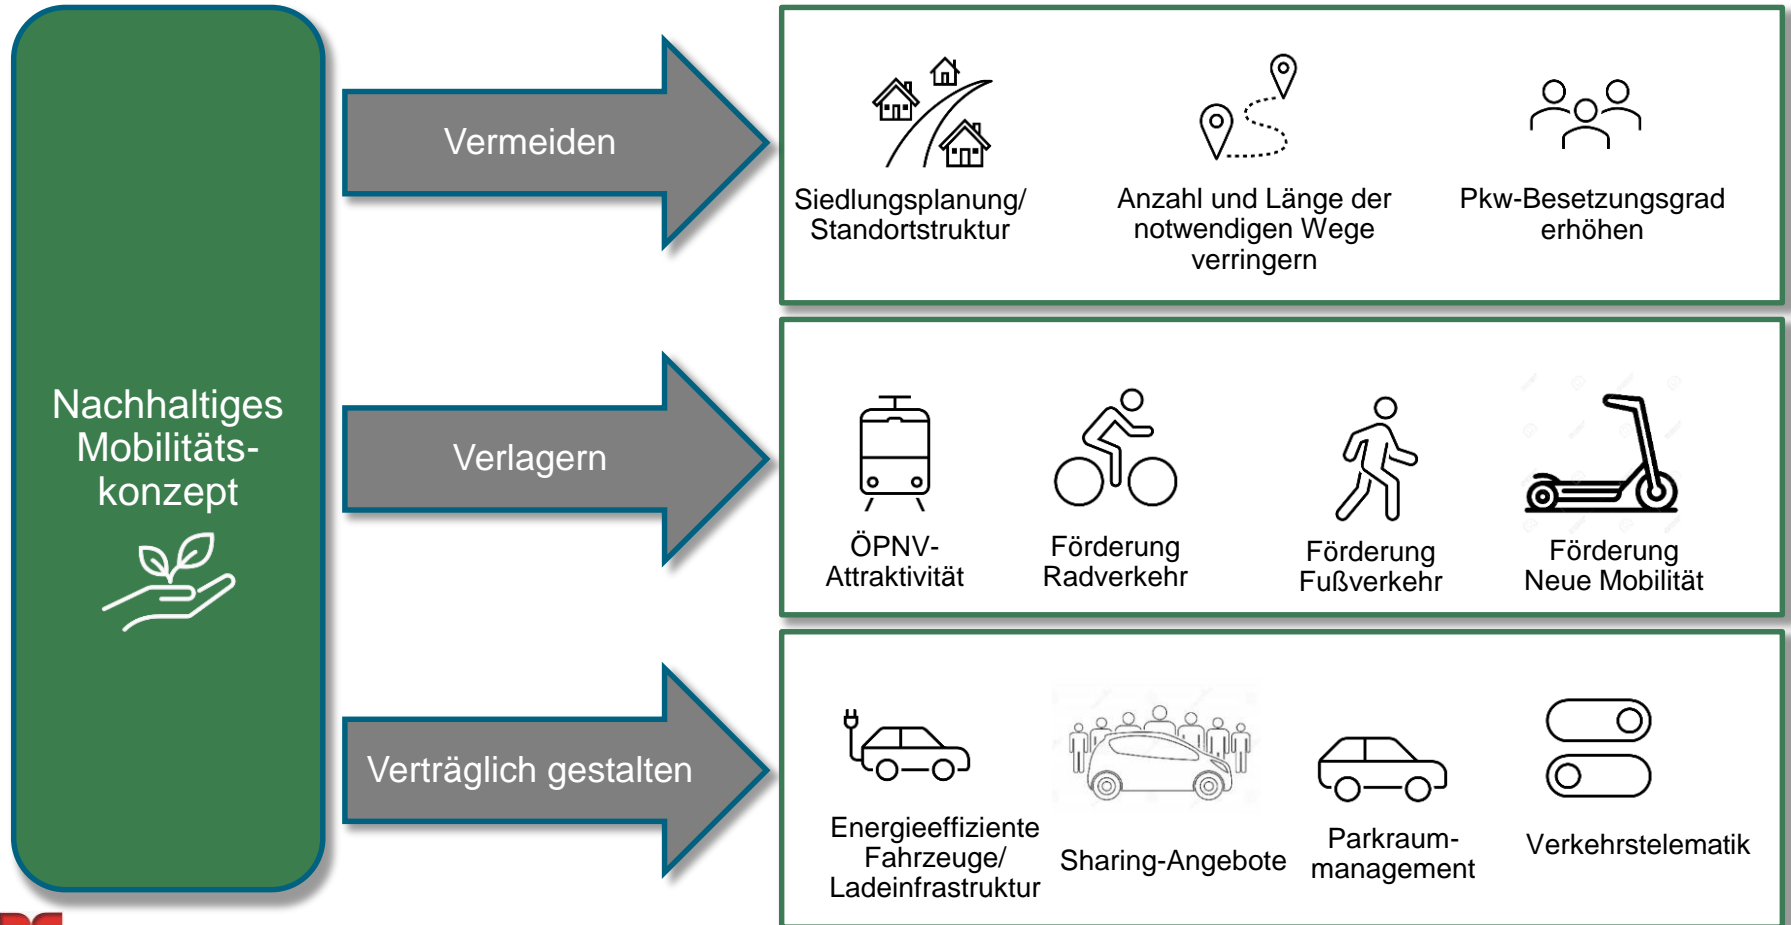 Nachhaltiges
Mobilitäts-
konzept
Vermeiden
Siedlungsplanung/
Standortstruktur
Anzahl und Länge der
notwendigen Wege
verringern
Pkw-Besetzungsgrad
erhöhen
Verlagern
ÖPNV-
Attraktivität
Förderung
Radverkehr
Förderung
Fußverkehr
Förderung
Neue Mobilität
Verträglich gestalten
Energieeffiziente
Fahrzeuge/
Ladeinfrastruktur
Sharing-Angebote
Parkraum-
management
Verkehrstelematik